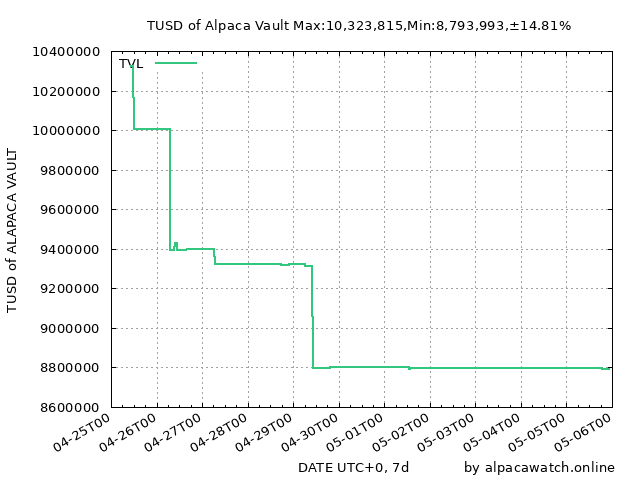 TUSD of Alpaca Vault Max:10,323,815,Min:8,793,993,±14.81%
TVL
TUSD of ALAPACA VAULT
10400000
10200000
10000000
9800000
9600000
9400000
9200000
9000000
8800000
8600000
04-25T00
04-26T00
04-27T00
04-28T00
04-29T00
04-30T00
05-01T00
05-02T00
05-03T00
05-04T00
05-05T00
05-06T00
DATE UTC+0, 7d
by alpacawatch.online